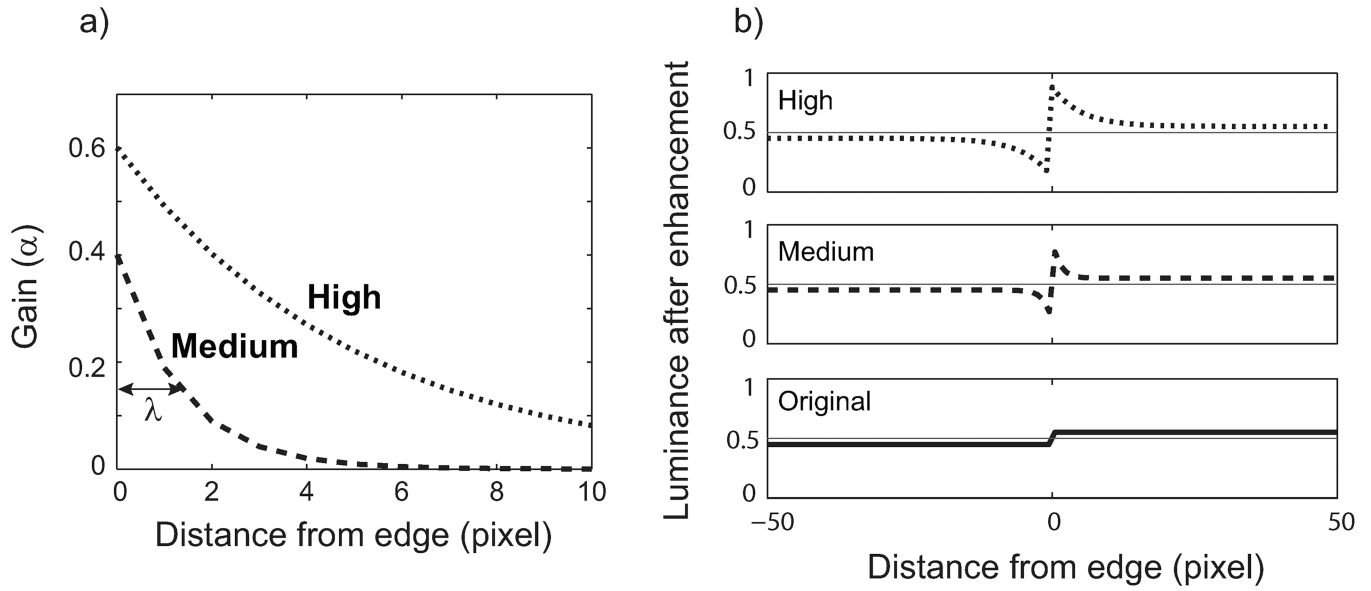 a)
Gain (α)
0.6
0.4
0.2
0
High
Medium
λ
0 2 4 6 8 10
Distance from edge (pixel)
b)
Luminance after enhancement
1
High
0.5
0
1
Medium
0.5
0
1
Original
0.5
0
−50 0 50
Distance from edge (pixel)